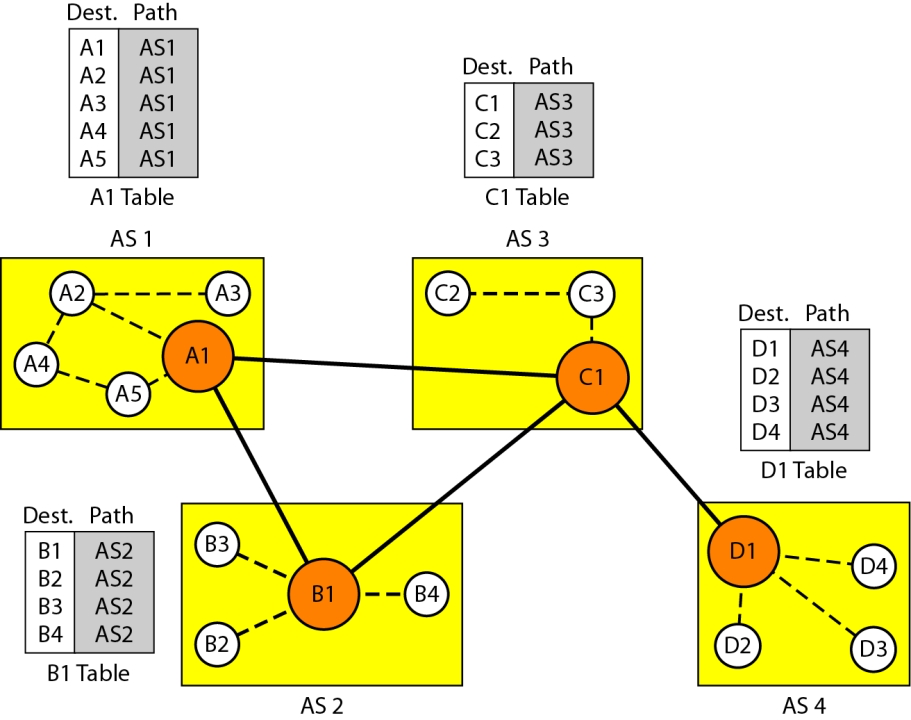 Dest. Path
A1 AS1
A2 AS1
A3 AS1
A4 AS1
A5 AS1
A1 Table
Dest. Path
C1 AS3
C2 AS3
C3 AS3
C1 Table
AS 1
A2
A3
A1
A4
A5
AS 3
C2
C3
C1
Dest. Path
D1 AS4
D2 AS4
D3 AS4
D4 AS4
D1 Table
Dest. Path
B1 AS2
B2 AS2
B3 AS2
B4 AS2
B1 Table
B3
B1
B4
B2
AS 2
D1
D4
D2
D3
AS 4